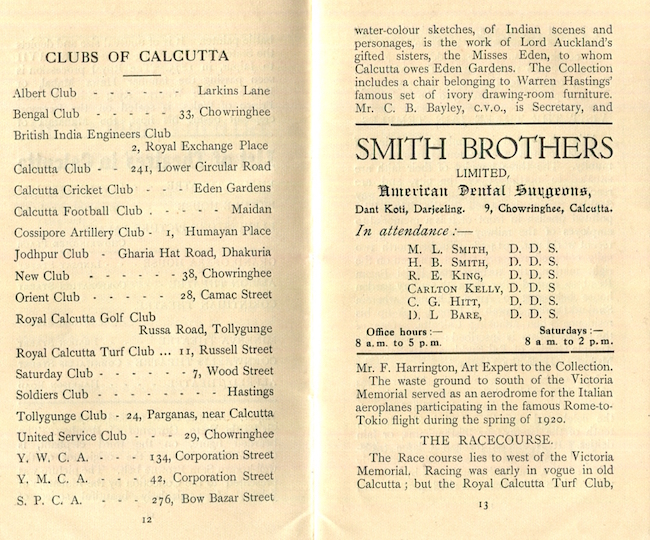 CLUBS OF CALCUTTA
Albert Club - - - - - - Larkins Lane
Bengal Club - - - - - 33, Chowringhee
British India Engineers Club
2, Royal Exchange Place
Calcutta Club - - 241, Lower Circular Road
Calcutta Cricket Club - - - Eden Gardens
Calcutta Football Club . - - - - Maidan
Cossipore Artillery Club - 1, Humayan Place
Jodhpur Club - Gharia Hat Road, Dhakuria
New Club - - - - - - 38, Chowringhee
Orient Club - - - - - 28, Camac Street
Royal Calcutta Golf Club
Russa Road, Tollygunge
Royal Calcutta Turf Club ... 11, Russell Street
Saturday Club - - - - 7, Wood Street
Soldiers Club - - - - - - - Hastings
Tollygunge Club - 24, Parganas, near Calcutta
United Service Club - - - 29, Chowringhee
Y. W. C. A. - - - 134, Corporation Street
Y. M. C. A. - - - 42, Corporation Street
S. P. C. A. - - - 276, Bow Bazar Street
12
water-colour sketches, of Indian scenes and
personages, is the work of Lord Auckland's
gifted sisters, the Misses Eden, to whom
Calcutta owes Eden Gardens. The Collection
includes a chair belonging to Warren Hastings'
famous set of ivory drawing-room furniture.
Mr. C. B. Bayley, C.V.O., is Secretary, and
SMITH BROTHERS
LIMITED,
American Dental Surgeons,
Dant Koti, Darjeeling. 9, Chowringhee, Calcutta.
In attendance :—
M. L. SMITH, D. D. S.
H. B. SMITH, D. D. S.
R. E. KING, D. D. S.
CARLTON KELLY, D. D. S
C. G. HITT, D. D. S.
D. L BARE, D. D. S.
Office hours :— Saturdays :—
8 a.m. to 5 p.m. 8 a m. to 2 p.m.
Mr. F. Harrington, Art Expert to the Collection.
The waste ground to south of the Victoria
Memorial served as an aerodrome for the Italian
aeroplanes participating in the famous Rome-to-
Tokio flight during the spring of 1920.
THE RACECOURSE.
The Race course lies to west of the Victoria
Memorial. Racing was early in vogue in old
Calcutta ; but the Royal Calcutta Turf Club,
13